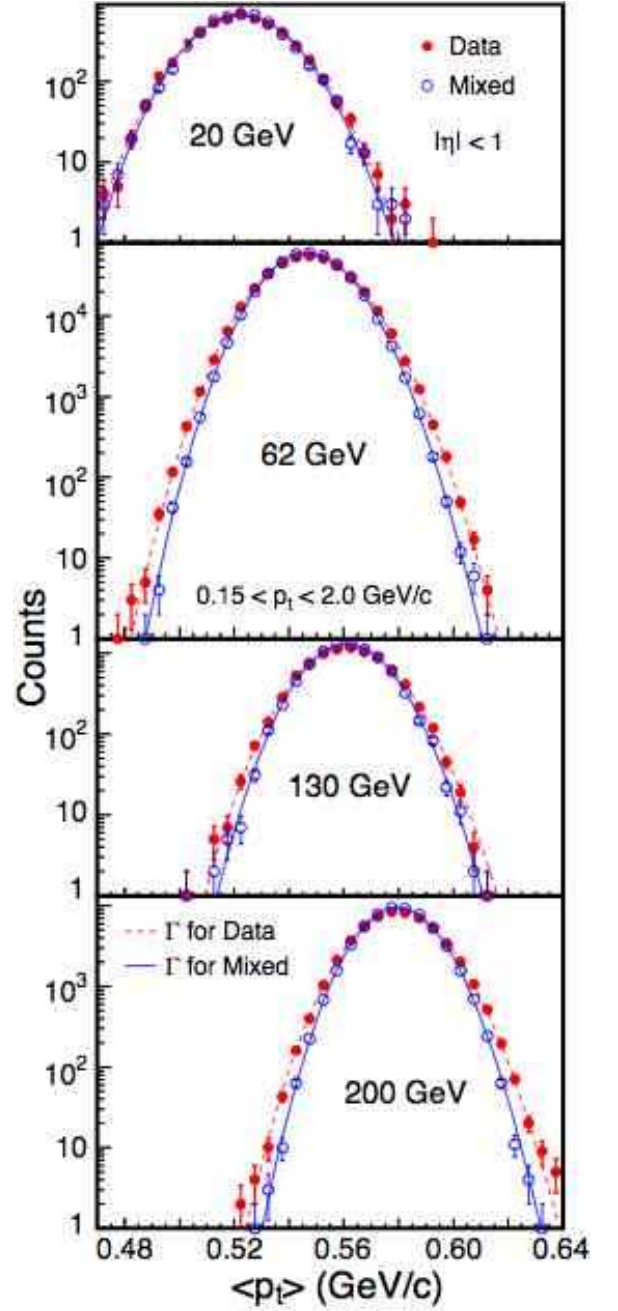 Data
Mixed
20 GeV
|η| < 1
10²
10
1
62 GeV
0.15 < pₜ < 2.0 GeV/c
10⁴
10³
10²
10
1
Counts
130 GeV
10²
10
1
Γ for Data
Γ for Mixed
200 GeV
10³
10²
10
1
0.48 0.52 0.56 0.60 0.64
<pₜ> (GeV/c)